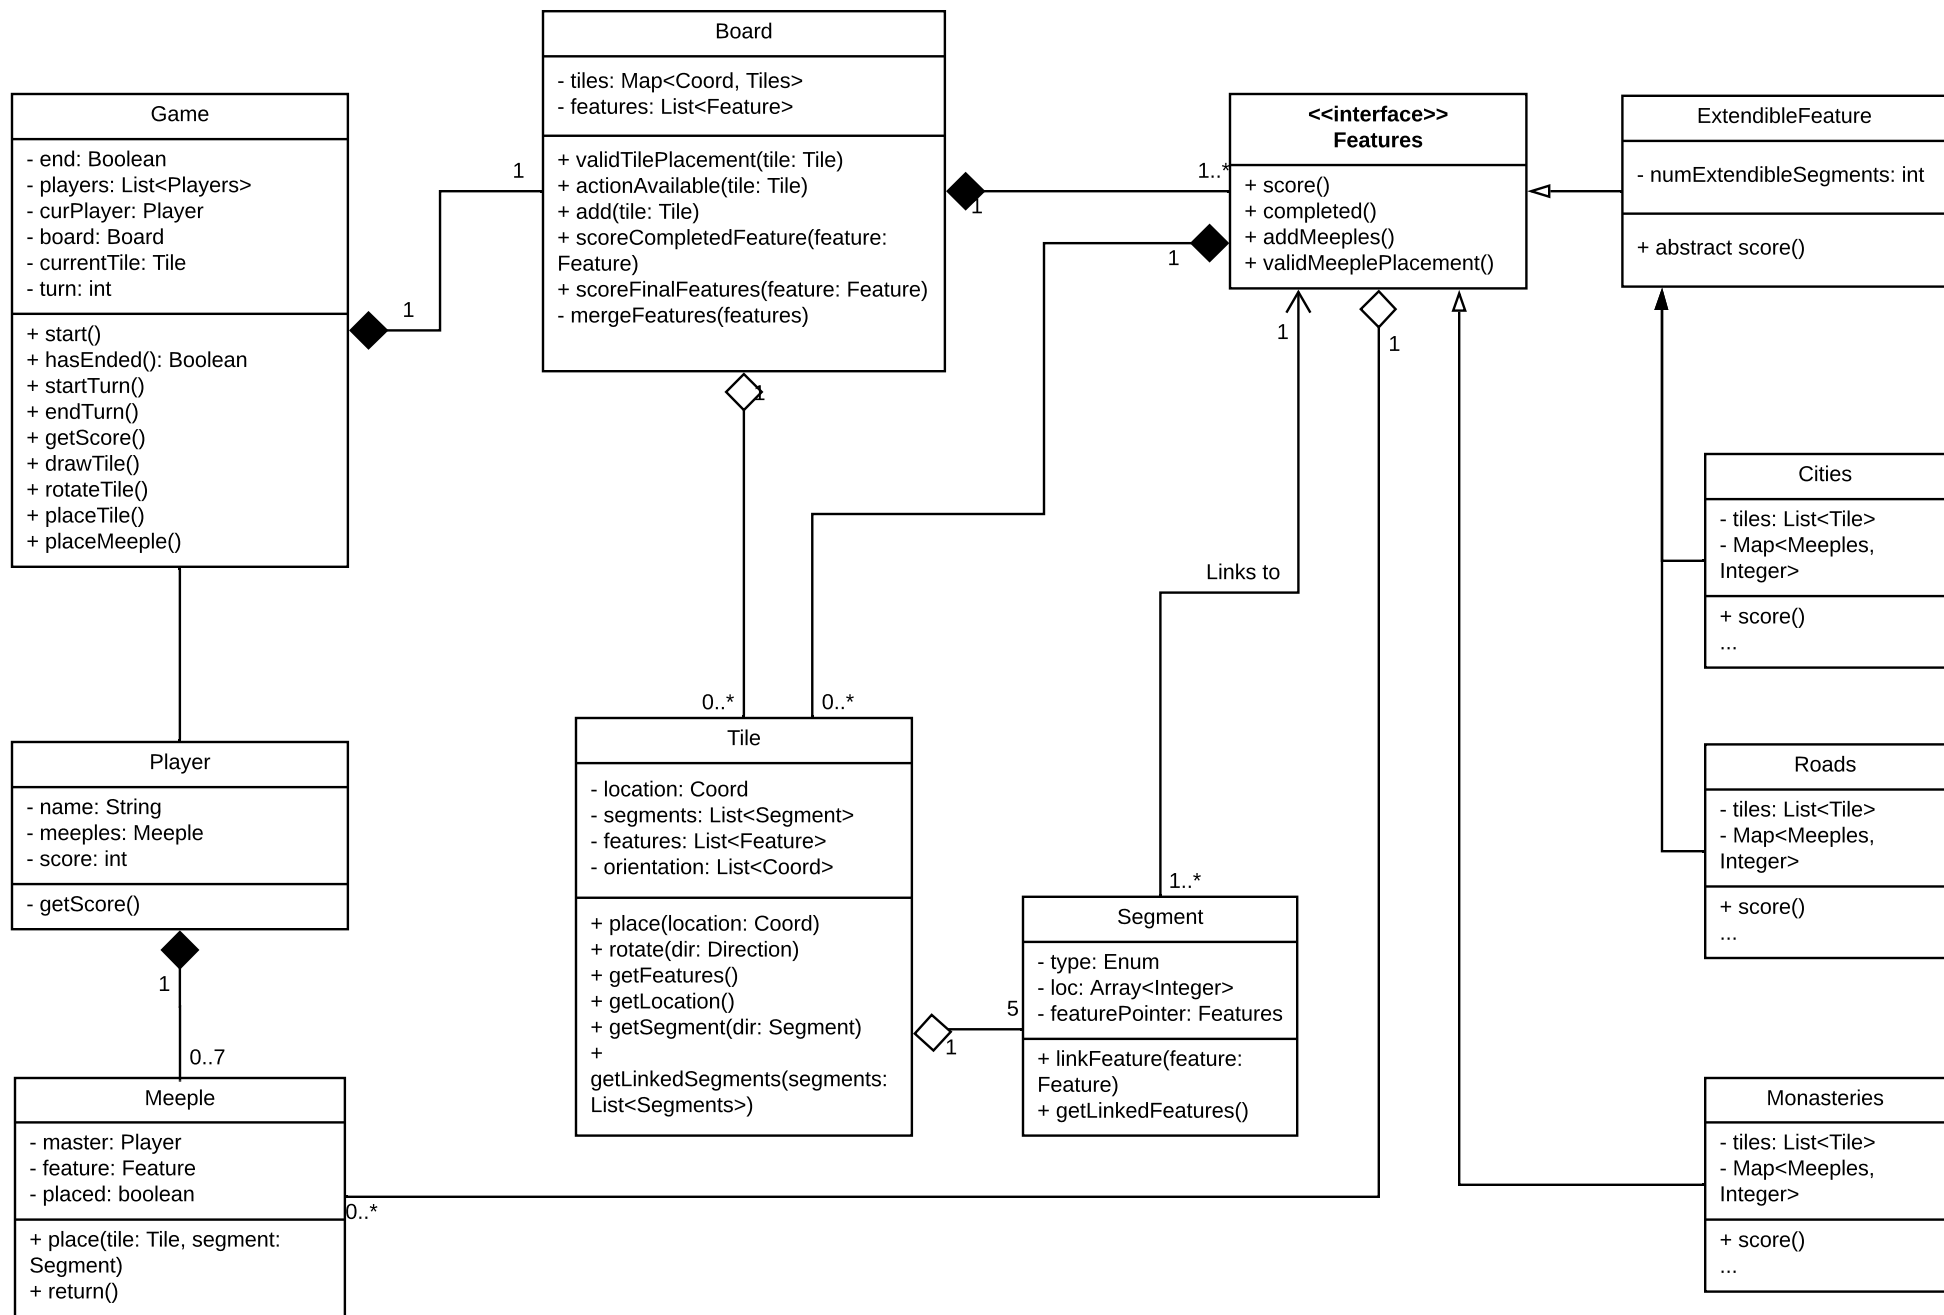 Board
- tiles: Map<Coord, Tiles>
- features: List<Feature>
+ validTilePlacement(tile: Tile)
+ actionAvailable(tile: Tile)
+ add(tile: Tile)
+ scoreCompletedFeature(feature:
Feature)
+ scoreFinalFeatures(feature: Feature)
- mergeFeatures(features)
Game
- end: Boolean
- players: List<Players>
- curPlayer: Player
- board: Board
- currentTile: Tile
- turn: int
+ start()
+ hasEnded(): Boolean
+ startTurn()
+ endTurn()
+ getScore()
+ drawTile()
+ rotateTile()
+ placeTile()
+ placeMeeple()
1
1
<<interface>>
Features
+ score()
+ completed()
+ addMeeples()
+ validMeeplePlacement()
1..*
1
1
1
1
1
ExtendibleFeature
- numExtendibleSegments: int
+ abstract score()
Cities
- tiles: List<Tile>
- Map<Meeples,
Integer>
+ score()
...
Links to
0..*
0..*
Player
- name: String
- meeples: Meeple
- score: int
- getScore()
1
0..7
Tile
- location: Coord
- segments: List<Segment>
- features: List<Feature>
- orientation: List<Coord>
+ place(location: Coord)
+ rotate(dir: Direction)
+ getFeatures()
+ getLocation()
+ getSegment(dir: Segment)
+
getLinkedSegments(segments:
List<Segments>)
5
1
1..*
Segment
- type: Enum
- loc: Array<Integer>
- featurePointer: Features
+ linkFeature(feature:
Feature)
+ getLinkedFeatures()
Roads
- tiles: List<Tile>
- Map<Meeples,
Integer>
+ score()
...
Meeple
- master: Player
- feature: Feature
- placed: boolean
+ place(tile: Tile, segment:
Segment)
+ return()
0..*
Monasteries
- tiles: List<Tile>
- Map<Meeples,
Integer>
+ score()
...